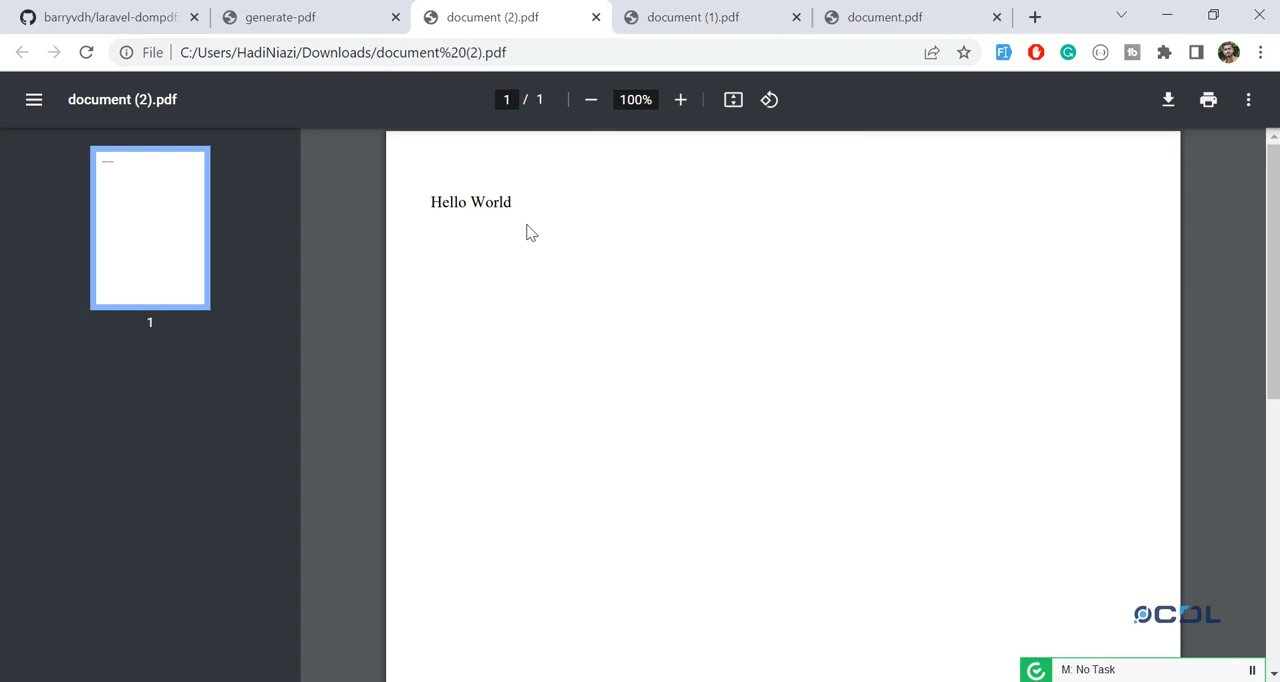 barryvdh/laravel-dompdf
generate-pdf
document (2).pdf
document (1).pdf
document.pdf
File
C:/Users/HadiNiazi/Downloads/document%20(2).pdf
document (2).pdf
1 / 1
100%
Hello World
1
M: No Task